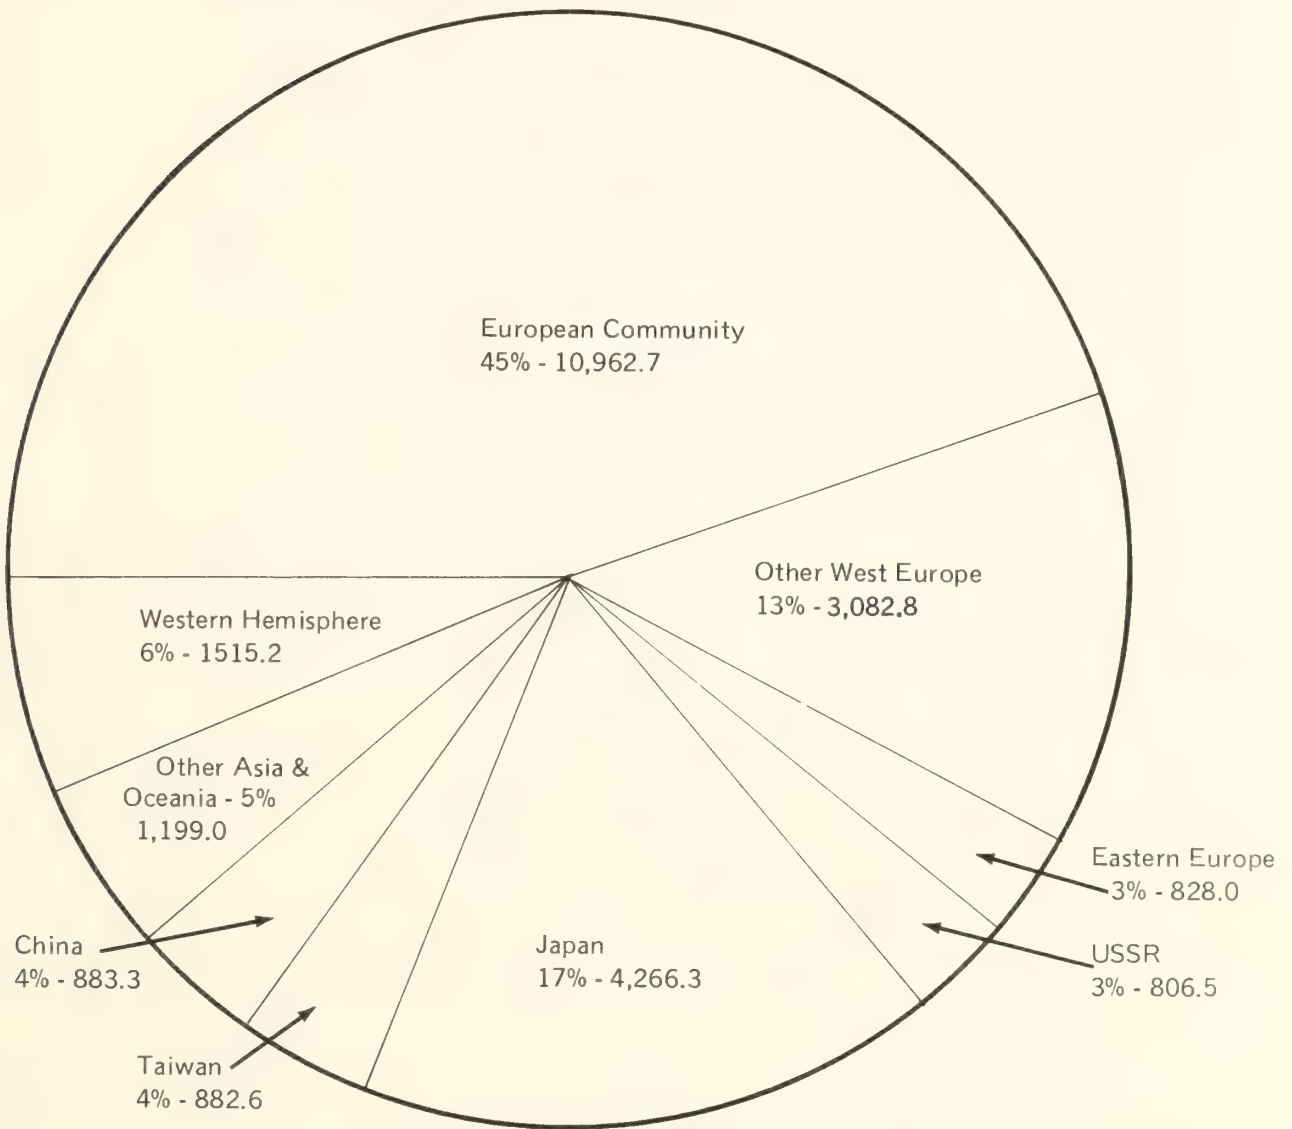 European Community
45% - 10,962.7
Other West Europe
13% - 3,082.8
Western Hemisphere
6% - 1515.2
Other Asia &
Oceania - 5%
1,199.0
Eastern Europe
3% - 828.0
China
4% - 883.3
Japan
17% - 4,266.3
USSR
3% - 806.5
Taiwan
4% - 882.6